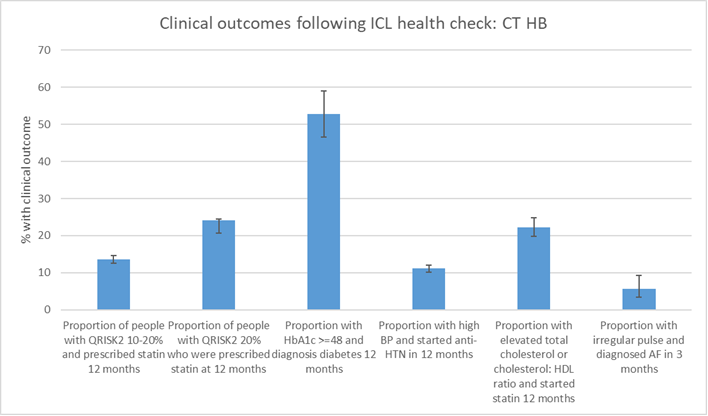 Clinical outcomes following ICL health check: CT HB
% with clinical outcome
70
60
50
40
30
20
10
0
Proportion of people
with QRISK2 10-20%
and prescribed statin
12 months
Proportion of people
with QRISK2 20%
who were prescribed
statin at 12 months
Proportion with
HbA1c >=48 and
diagnosis diabetes 12
months
Proportion with high
BP and started anti-
HTN in 12 months
Proportion with
elevated total
cholesterol or
cholesterol: HDL
ratio and started
statin 12 months
Proportion with
irregular pulse and
diagnosed AF in 3
months